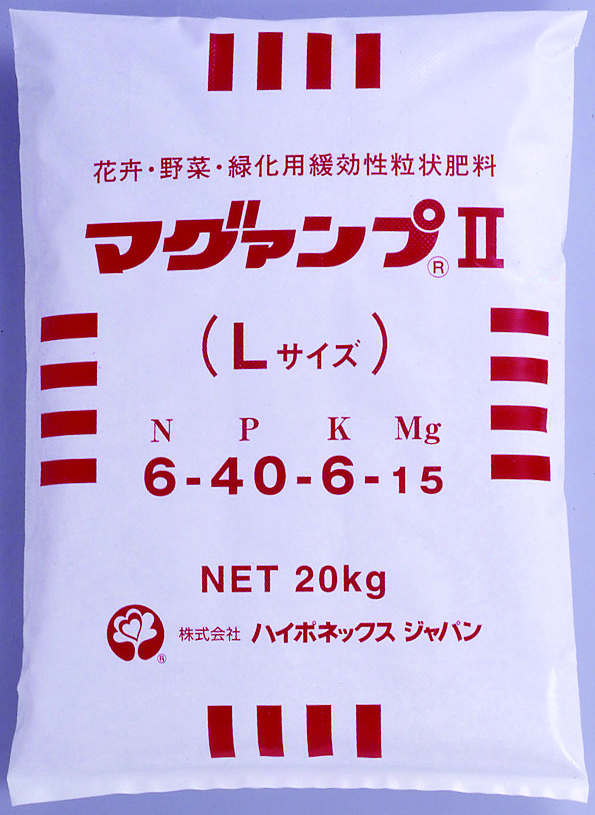 花卉・野菜・緑化用緩効性粒状肥料
マグァンプ®II
(Lサイズ)
N P K Mg
6-40-6-15
NET 20kg
® 株式会社 ハイポネックス ジャパン